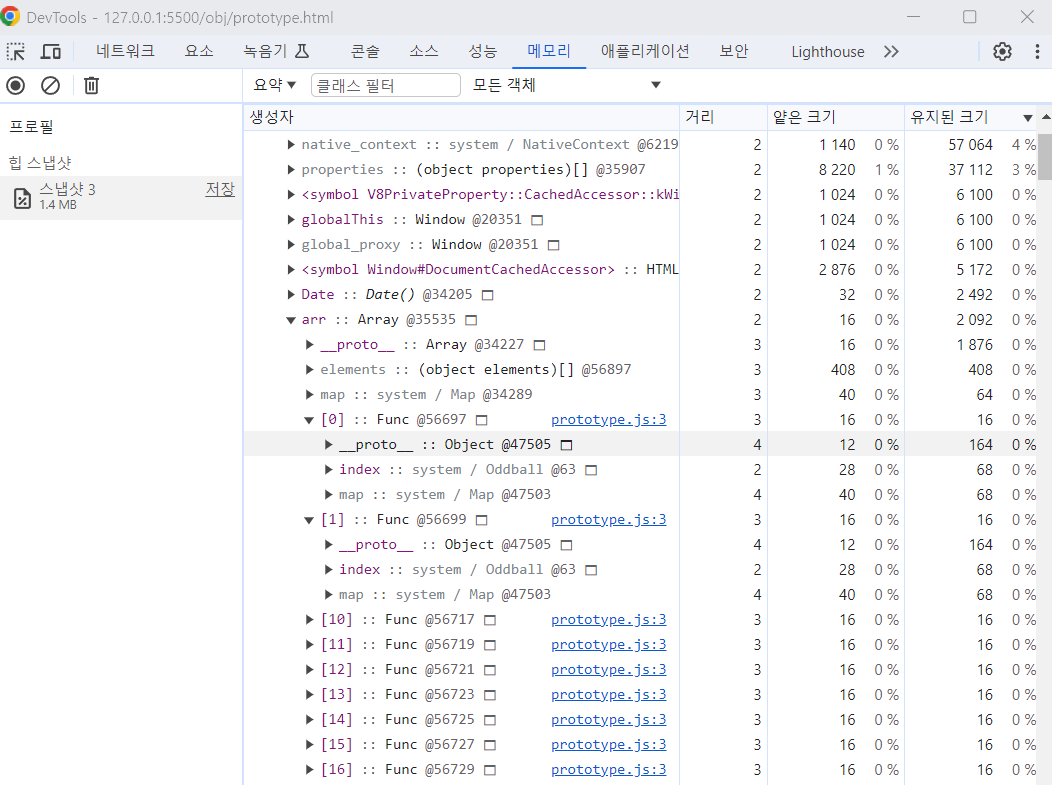 DevTools - 127.0.0.1:5500/obj/prototype.html
네트워크 요소 녹음기 콘솔 소스 성능 메모리 애플리케이션 보안 Lighthouse
요약 클래스 필터 모든 객체
프로필
힙 스냅샷
스냅샷 3 저장
1.4 MB
생성자 거리 얕은 크기 유지된 크기
native_context :: system / NativeContext @6219 2 1 140 0 % 57 064 4 %
properties :: (object properties)[] @35907 2 8 220 1 % 37 112 3 %
<symbol V8PrivateProperty::CachedAccessor::kWi 2 1 024 0 % 6 100 0 %
globalThis :: Window @20351 2 1 024 0 % 6 100 0 %
global_proxy :: Window @20351 2 1 024 0 % 6 100 0 %
<symbol Window#DocumentCachedAccessor> :: HTML 2 2 876 0 % 5 172 0 %
Date :: Date() @34205 2 32 0 % 2 492 0 %
arr :: Array @35535 2 16 0 % 2 092 0 %
__proto__ :: Array @34227 3 16 0 % 1 876 0 %
elements :: (object elements)[] @56897 3 408 0 % 408 0 %
map :: system / Map @34289 3 40 0 % 64 0 %
[0] :: Func @56697 prototype.js:3 3 16 0 % 16 0 %
__proto__ :: Object @47505 4 12 0 % 164 0 %
index :: system / Oddball @63 2 28 0 % 68 0 %
map :: system / Map @47503 4 40 0 % 68 0 %
[1] :: Func @56699 prototype.js:3 3 16 0 % 16 0 %
__proto__ :: Object @47505 4 12 0 % 164 0 %
index :: system / Oddball @63 2 28 0 % 68 0 %
map :: system / Map @47503 4 40 0 % 68 0 %
[10] :: Func @56717 prototype.js:3 3 16 0 % 16 0 %
[11] :: Func @56719 prototype.js:3 3 16 0 % 16 0 %
[12] :: Func @56721 prototype.js:3 3 16 0 % 16 0 %
[13] :: Func @56723 prototype.js:3 3 16 0 % 16 0 %
[14] :: Func @56725 prototype.js:3 3 16 0 % 16 0 %
[15] :: Func @56727 prototype.js:3 3 16 0 % 16 0 %
[16] :: Func @56729 prototype.js:3 3 16 0 % 16 0 %